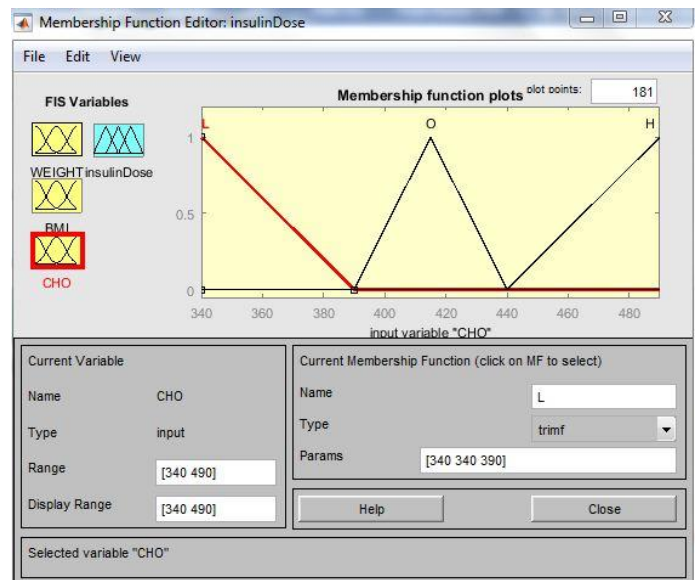 Membership Function Editor: insulinDose
File Edit View
FIS Variables
WEIGHT insulinDose
BMI
CHO
Membership function plots plot points: 181
L O H
1
0.5
0
340 360 380 400 420 440 460 480
input variable "CHO"
Current Variable
Name CHO
Type input
Range [340 490]
Display Range [340 490]
Current Membership Function (click on MF to select)
Name L
Type trimf
Params [340 340 390]
Help Close
Selected variable "CHO"